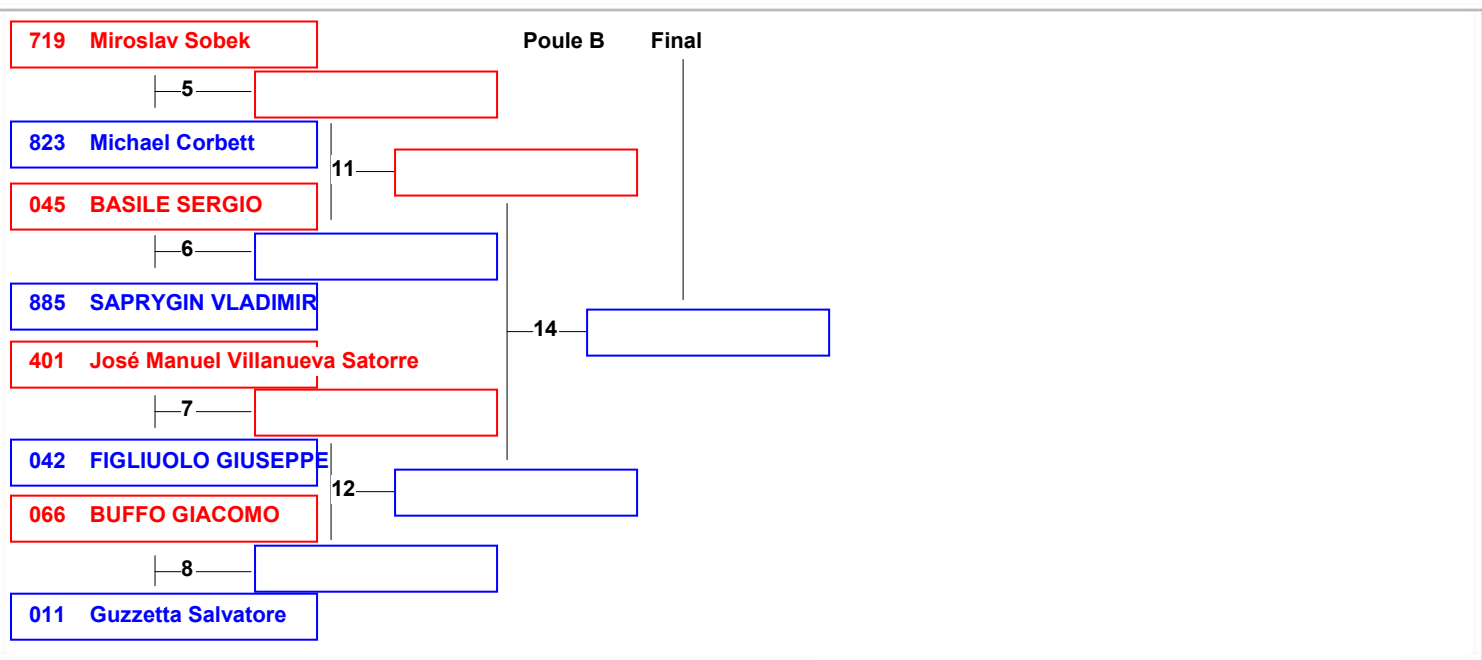 719 Miroslav Sobek Poule B Final
5
823 Michael Corbett
11
045 BASILE SERGIO
6
885 SAPRYGIN VLADIMIR
14
401 José Manuel Villanueva Satorre
7
042 FIGLIUOLO GIUSEPPE
12
066 BUFFO GIACOMO
8
011 Guzzetta Salvatore